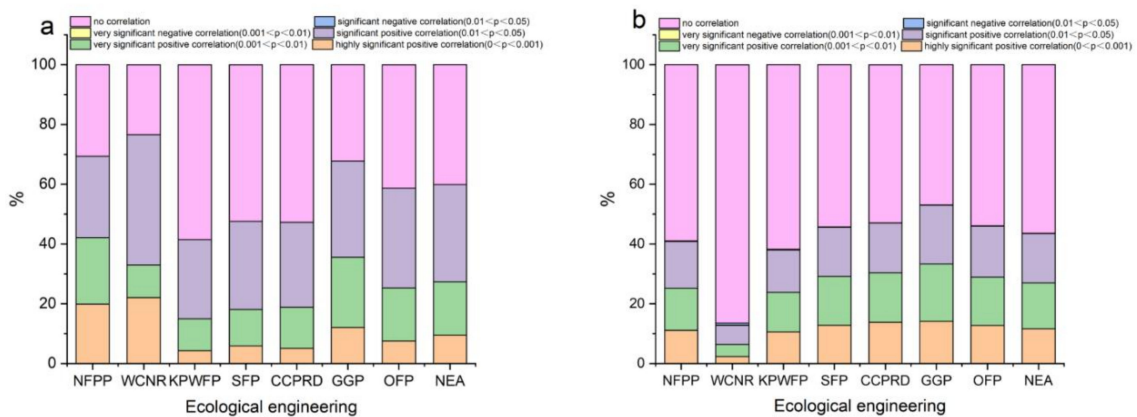 a
no correlation significant negative correlation(0.01<p<0.05)
very significant negative correlation(0.001<p<0.01) significant positive correlation(0.01<p<0.05)
very significant positive correlation(0.001<p<0.01) highly significant positive correlation(0<p<0.001)
100
80
60
40
20
0
%
NFPP WCNR KPWFP SFP CCPRD GGP OFP NEA
Ecological engineering
b
no correlation significant negative correlation(0.01<p<0.05)
very significant negative correlation(0.001<p<0.01) significant positive correlation(0.01<p<0.05)
very significant positive correlation(0.001<p<0.01) highly significant positive correlation(0<p<0.001)
100
80
60
40
20
0
%
NFPP WCNR KPWFP SFP CCPRD GGP OFP NEA
Ecological engineering